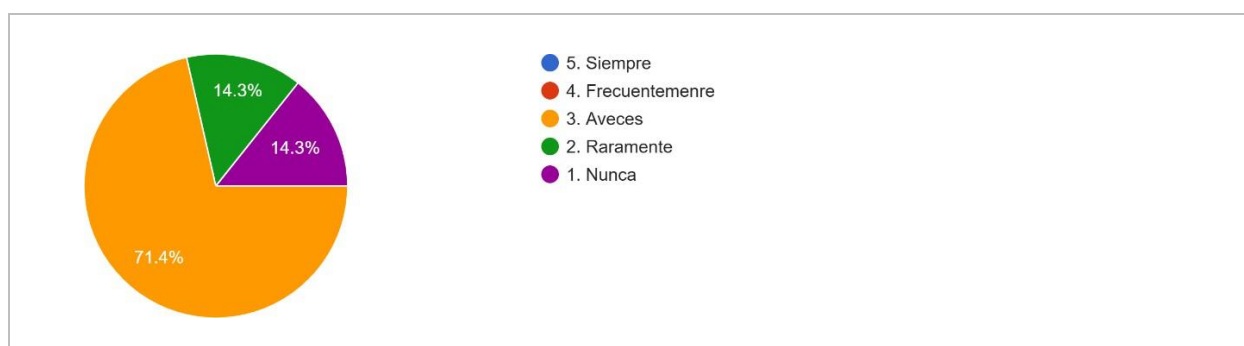 14.3%
14.3%
71.4%
5. Siempre
4. Frecuentemenre
3. Aveces
2. Raramente
1. Nunca